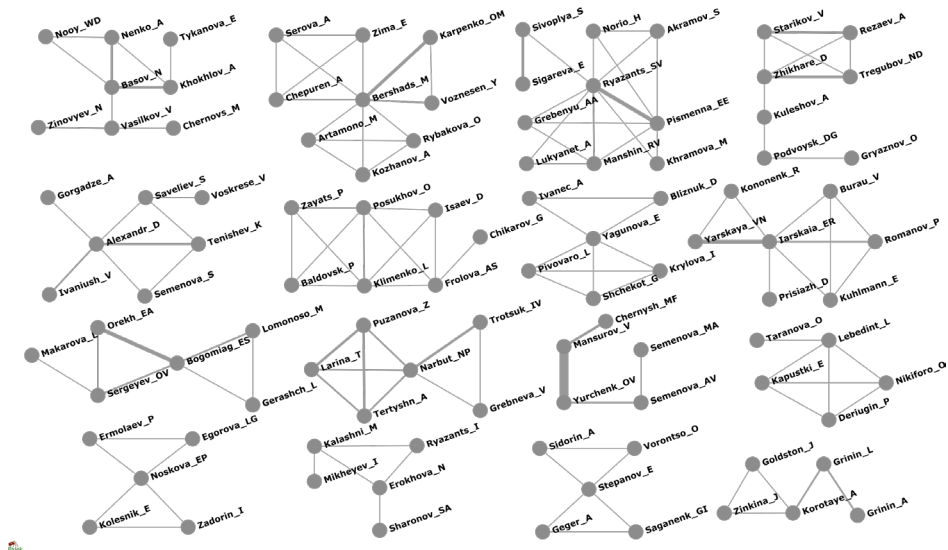 Nooy_WD
Nenko_A
Tykanova_E
Basov_N
Khokhlov_A
Zinovyev_N
Vasilkov_V
Chernovs_M
Serova_A
Zima_E
Karpenko_OM
Chepuren_A
Bershads_M
Voznesen_Y
Artamono_M
Rybakova_O
Kozhanov_A
Sivoplya_S
Norio_H
Akramov_S
Sigareva_E
Ryazants_SV
Grebenyu_AA
Pismenna_EE
Lukyanet_A
Manshin_RV
Khramova_M
Starikov_V
Rezaev_A
Zhikhare_D
Tregubov_ND
Kuleshov_A
Podvoysk_DG
Gryaznov_O
Gorgadze_A
Saveliev_S
Voskrese_V
Alexandr_D
Tenishev_K
Ivaniush_V
Semenova_S
Zayats_P
Posukhov_O
Isaev_D
Chikarov_G
Baldovsk_P
Klimenko_L
Frolova_AS
Ivanec_A
Bliznuk_D
Yagunova_E
Pivovaro_L
Krylova_I
Shchekot_G
Kononenk_R
Burau_V
Yarskaya_VN
Iarskaia_ER
Romanov_P
Prisiazh_D
Kuhlmann_E
Orekh_EA
Lomonoso_M
Makarova_L
Bogomiag_ES
Sergeyev_OV
Gerashch_L
Puzanova_Z
Trotsuk_IV
Larina_T
Narbut_NP
Tertyshn_A
Grebneva_V
Chernysh_MF
Mansurov_V
Semenova_MA
Yurchenk_OV
Semenova_AV
Taranova_O
Lebedint_L
Kapustki_E
Nikiforo_O
Deriugin_P
Ermolaev_P
Egorova_LG
Noskova_EP
Kolesnik_E
Zadorin_I
Kalashni_M
Ryazants_I
Mikheyev_I
Erokhova_N
Sharonov_SA
Sidorin_A
Vorontso_O
Stepanov_E
Geger_A
Saganenk_GI
Goldston_J
Grinin_L
Zinkina_J
Korotaye_A
Grinin_A